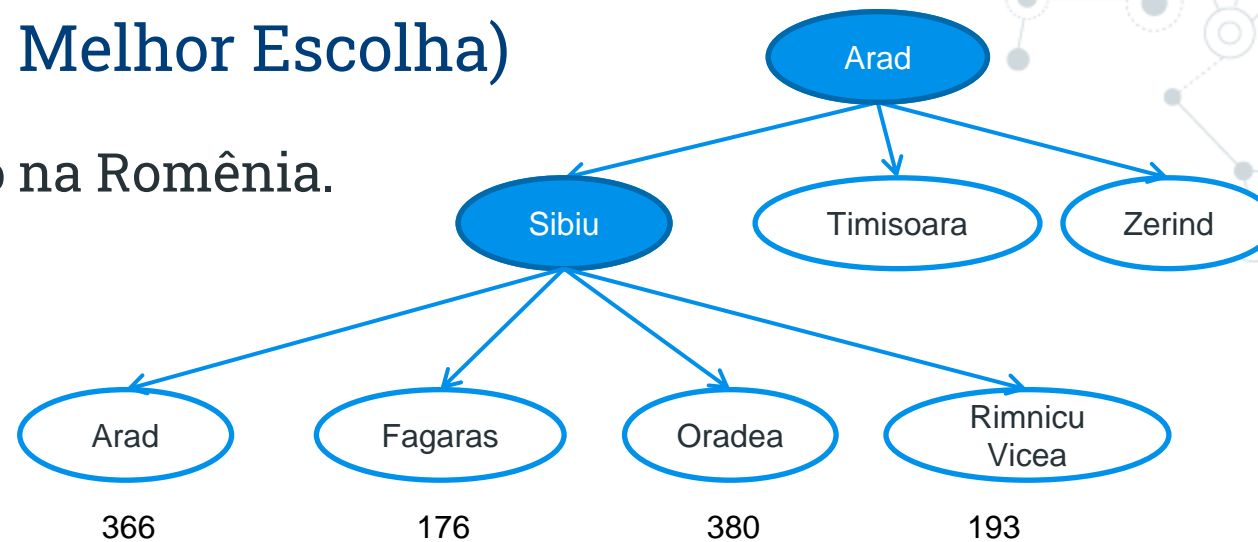 Melhor Escolha)
o na Romênia.
Arad
Sibiu
Timisoara
Zerind
Arad
Fagaras
Oradea
Rimnicu
Vicea
366
176
380
193